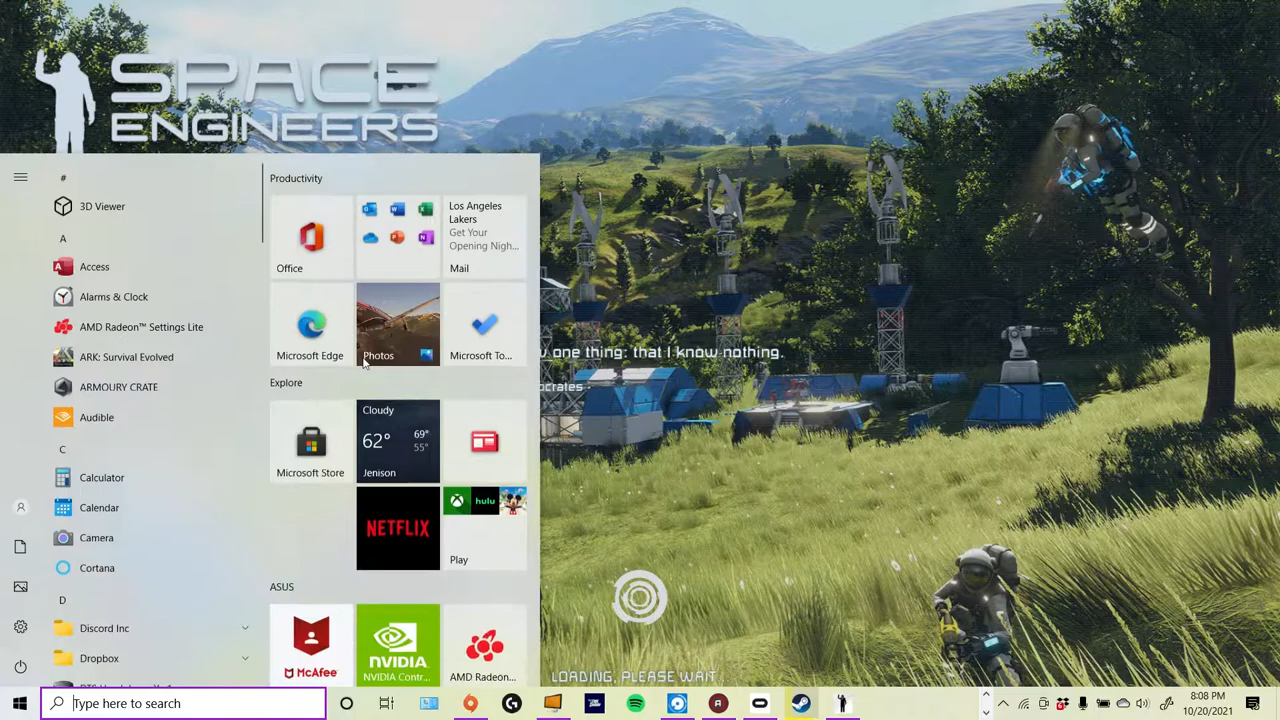 SPACE
ENGINEERS
#
3D Viewer
A
Access
Alarms & Clock
AMD Radeon™ Settings Lite
ARK: Survival Evolved
ARMOURY CRATE
Audible
C
Calculator
Calendar
Camera
Cortana
D
Discord Inc
Dropbox
Productivity
Office
Los Angeles
Lakers
Get Your
Opening Nigh...
Mail
Microsoft Edge
Photos
Microsoft To...
Explore
Microsoft Store
Cloudy
62° 69°
55°
Jenison
NETFLIX
hulu
Play
ASUS
McAfee
NVIDIA
NVIDIA Contr...
AMD Radeon...
one thing: that I know nothing.
ocrates
LOADING, PLEASE WAIT
Type here to search
8:08 PM
10/20/2021